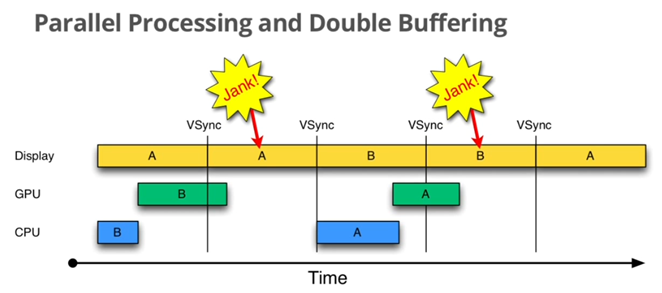 Parallel Processing and Double Buffering
Jank! Jank!
VSync VSync VSync VSync
Display A A B B A
GPU B A
CPU B A
Time